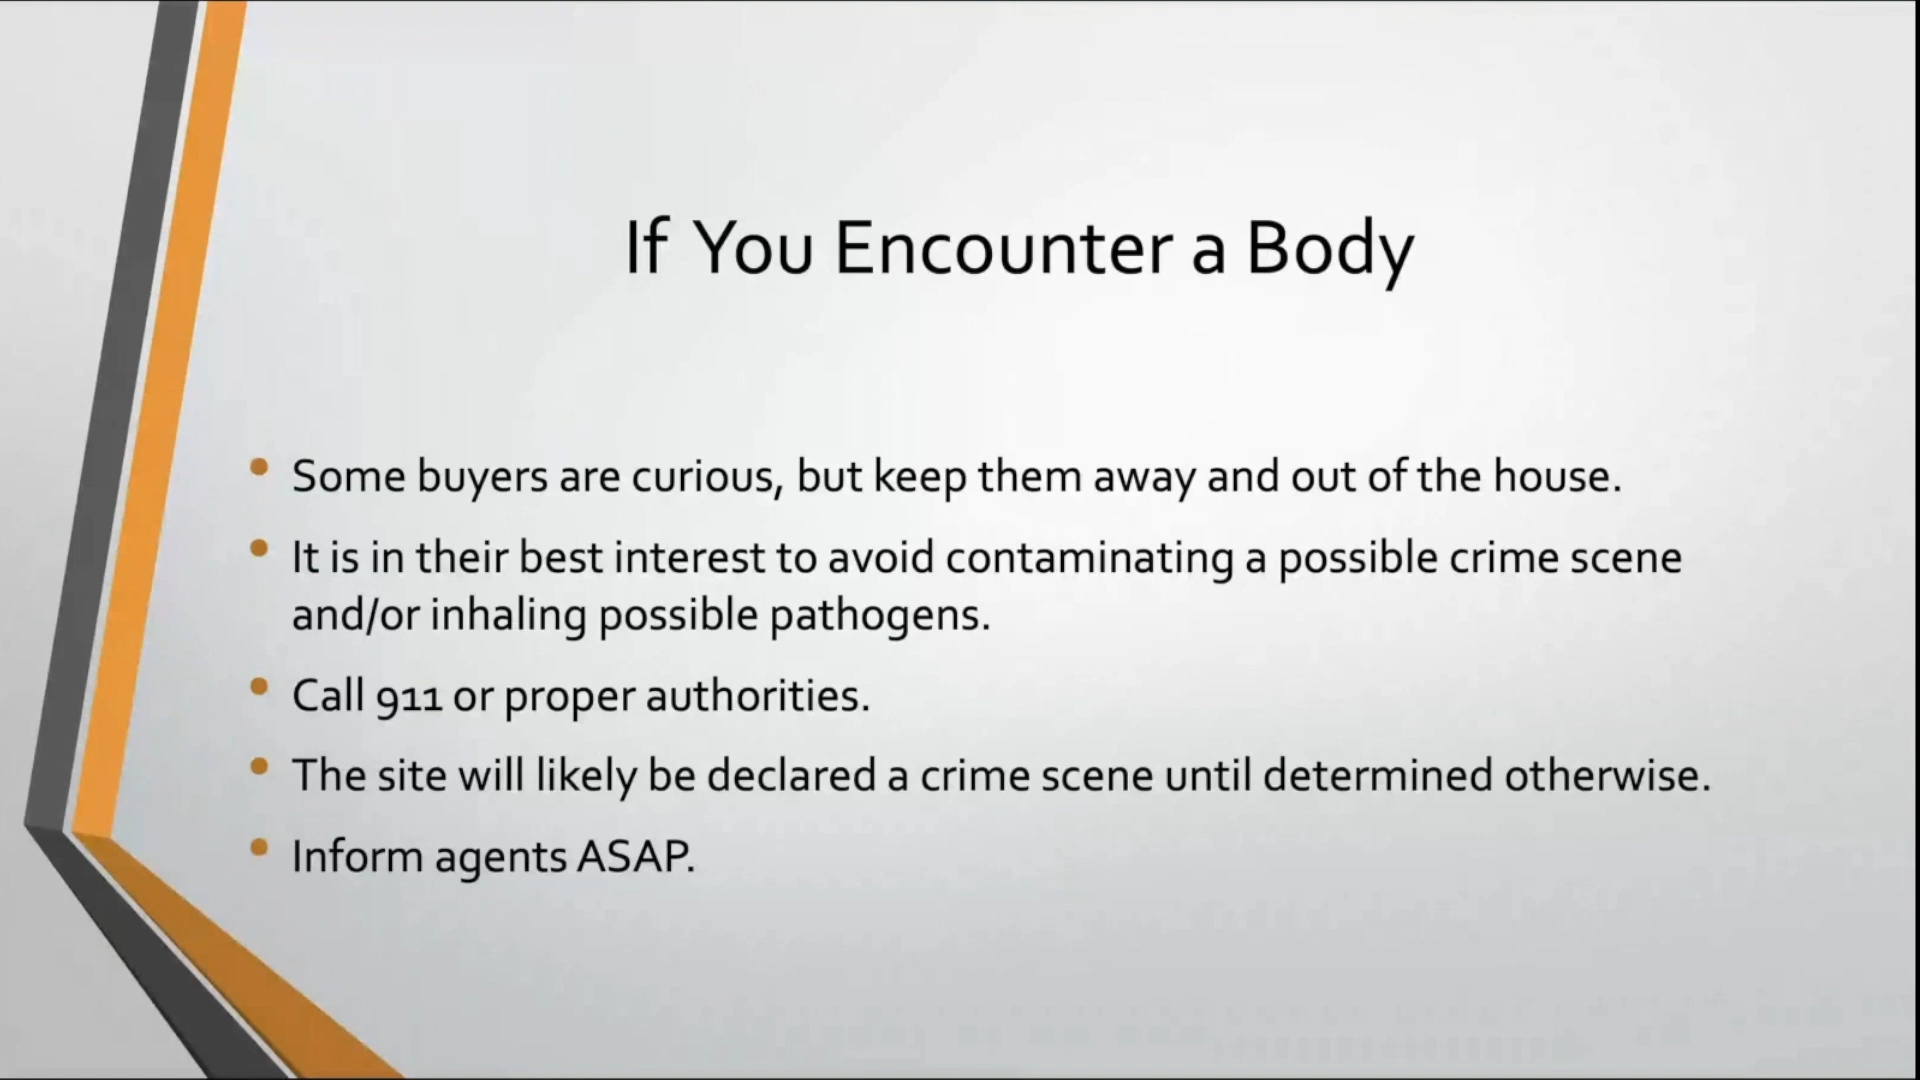 If You Encounter a Body
Some buyers are curious, but keep them away and out of the house.
It is in their best interest to avoid contaminating a possible crime scene
and/or inhaling possible pathogens.
Call 911 or proper authorities.
The site will likely be declared a crime scene until determined otherwise.
Inform agents ASAP.